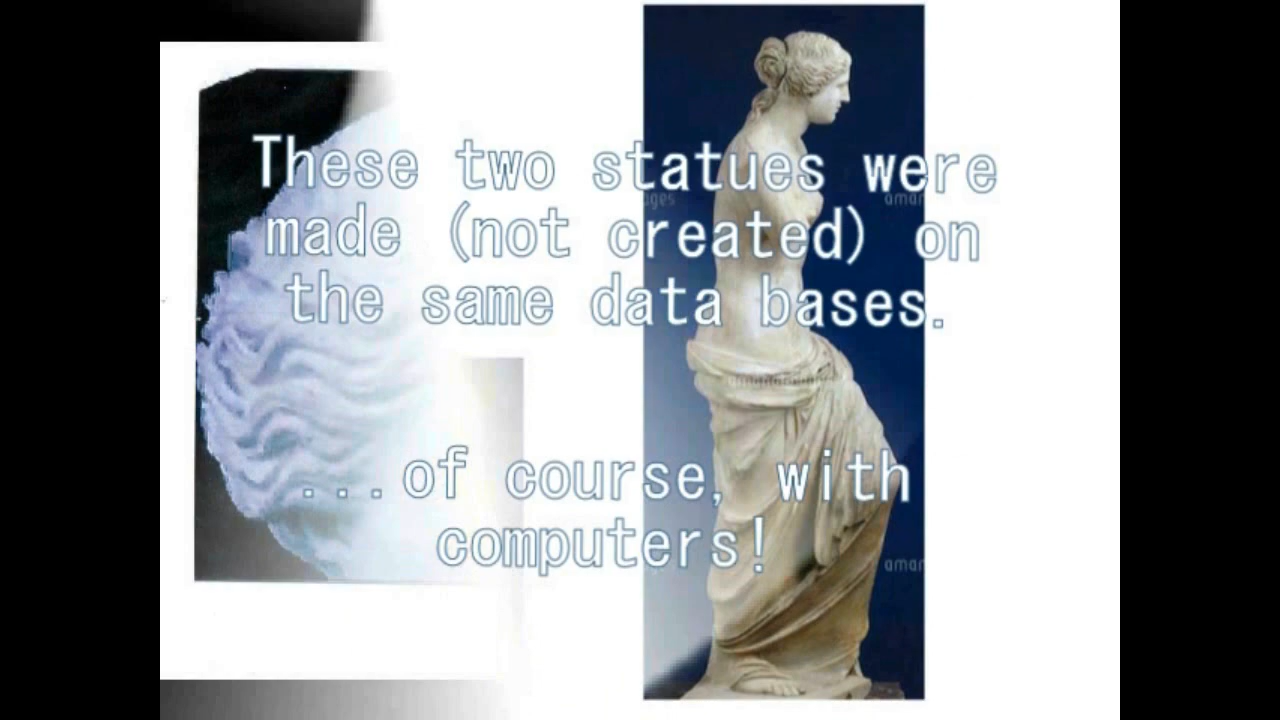 These two statues were
made (not created) on
the same data bases.
...of course, with
computers!